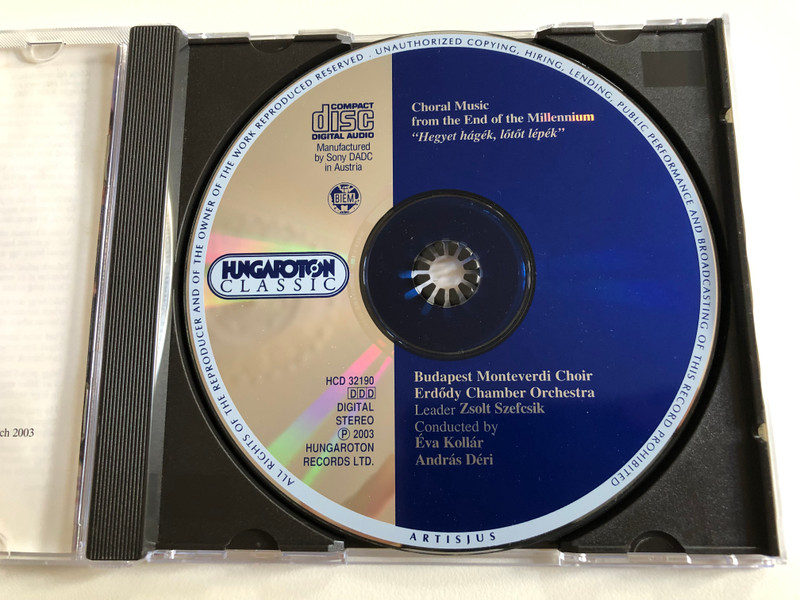 ALL RIGHTS OF THE REPRODUCER AND OF THE OWNER OF THE WORK REPRODUCED RESERVED · UNAUTHORIZED COPYING, HIRING, LENDING, PUBLIC PERFORMANCE AND BROADCASTING OF THIS RECORD PROHIBITED
COMPACT
disc
DIGITAL AUDIO
Manufactured
by Sony DADC
in Austria
BIEM
HUNGAROTON
CLASSIC
HCD 32190
DDD
DIGITAL
STEREO
Ⓟ 2003
HUNGAROTON
RECORDS LTD.
Choral Music
from the End of the Millennium
“Hegyet hágék, lőtőt lépék”
Budapest Monteverdi Choir
Erdődy Chamber Orchestra
Leader Zsolt Szefcsik
Conducted by
Éva Kollár
András Déri
ARTISJUS
ch 2003